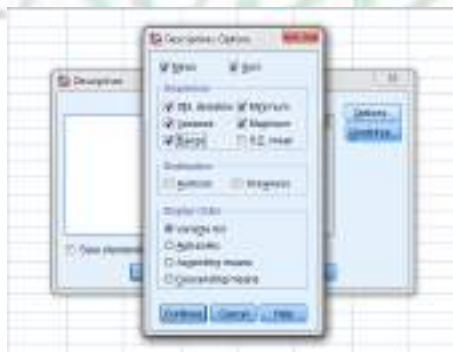 Descriptives: Options
Descriptives
Mean Sum
Dispersion
Std. deviation Minimum
Variance Maximum
Range S.E. mean
Options...
Bootstrap...
Distribution
Kurtosis Skewness
Display Order
Variable list
Alphabetic
Ascending means
Descending means
Continue Cancel Help